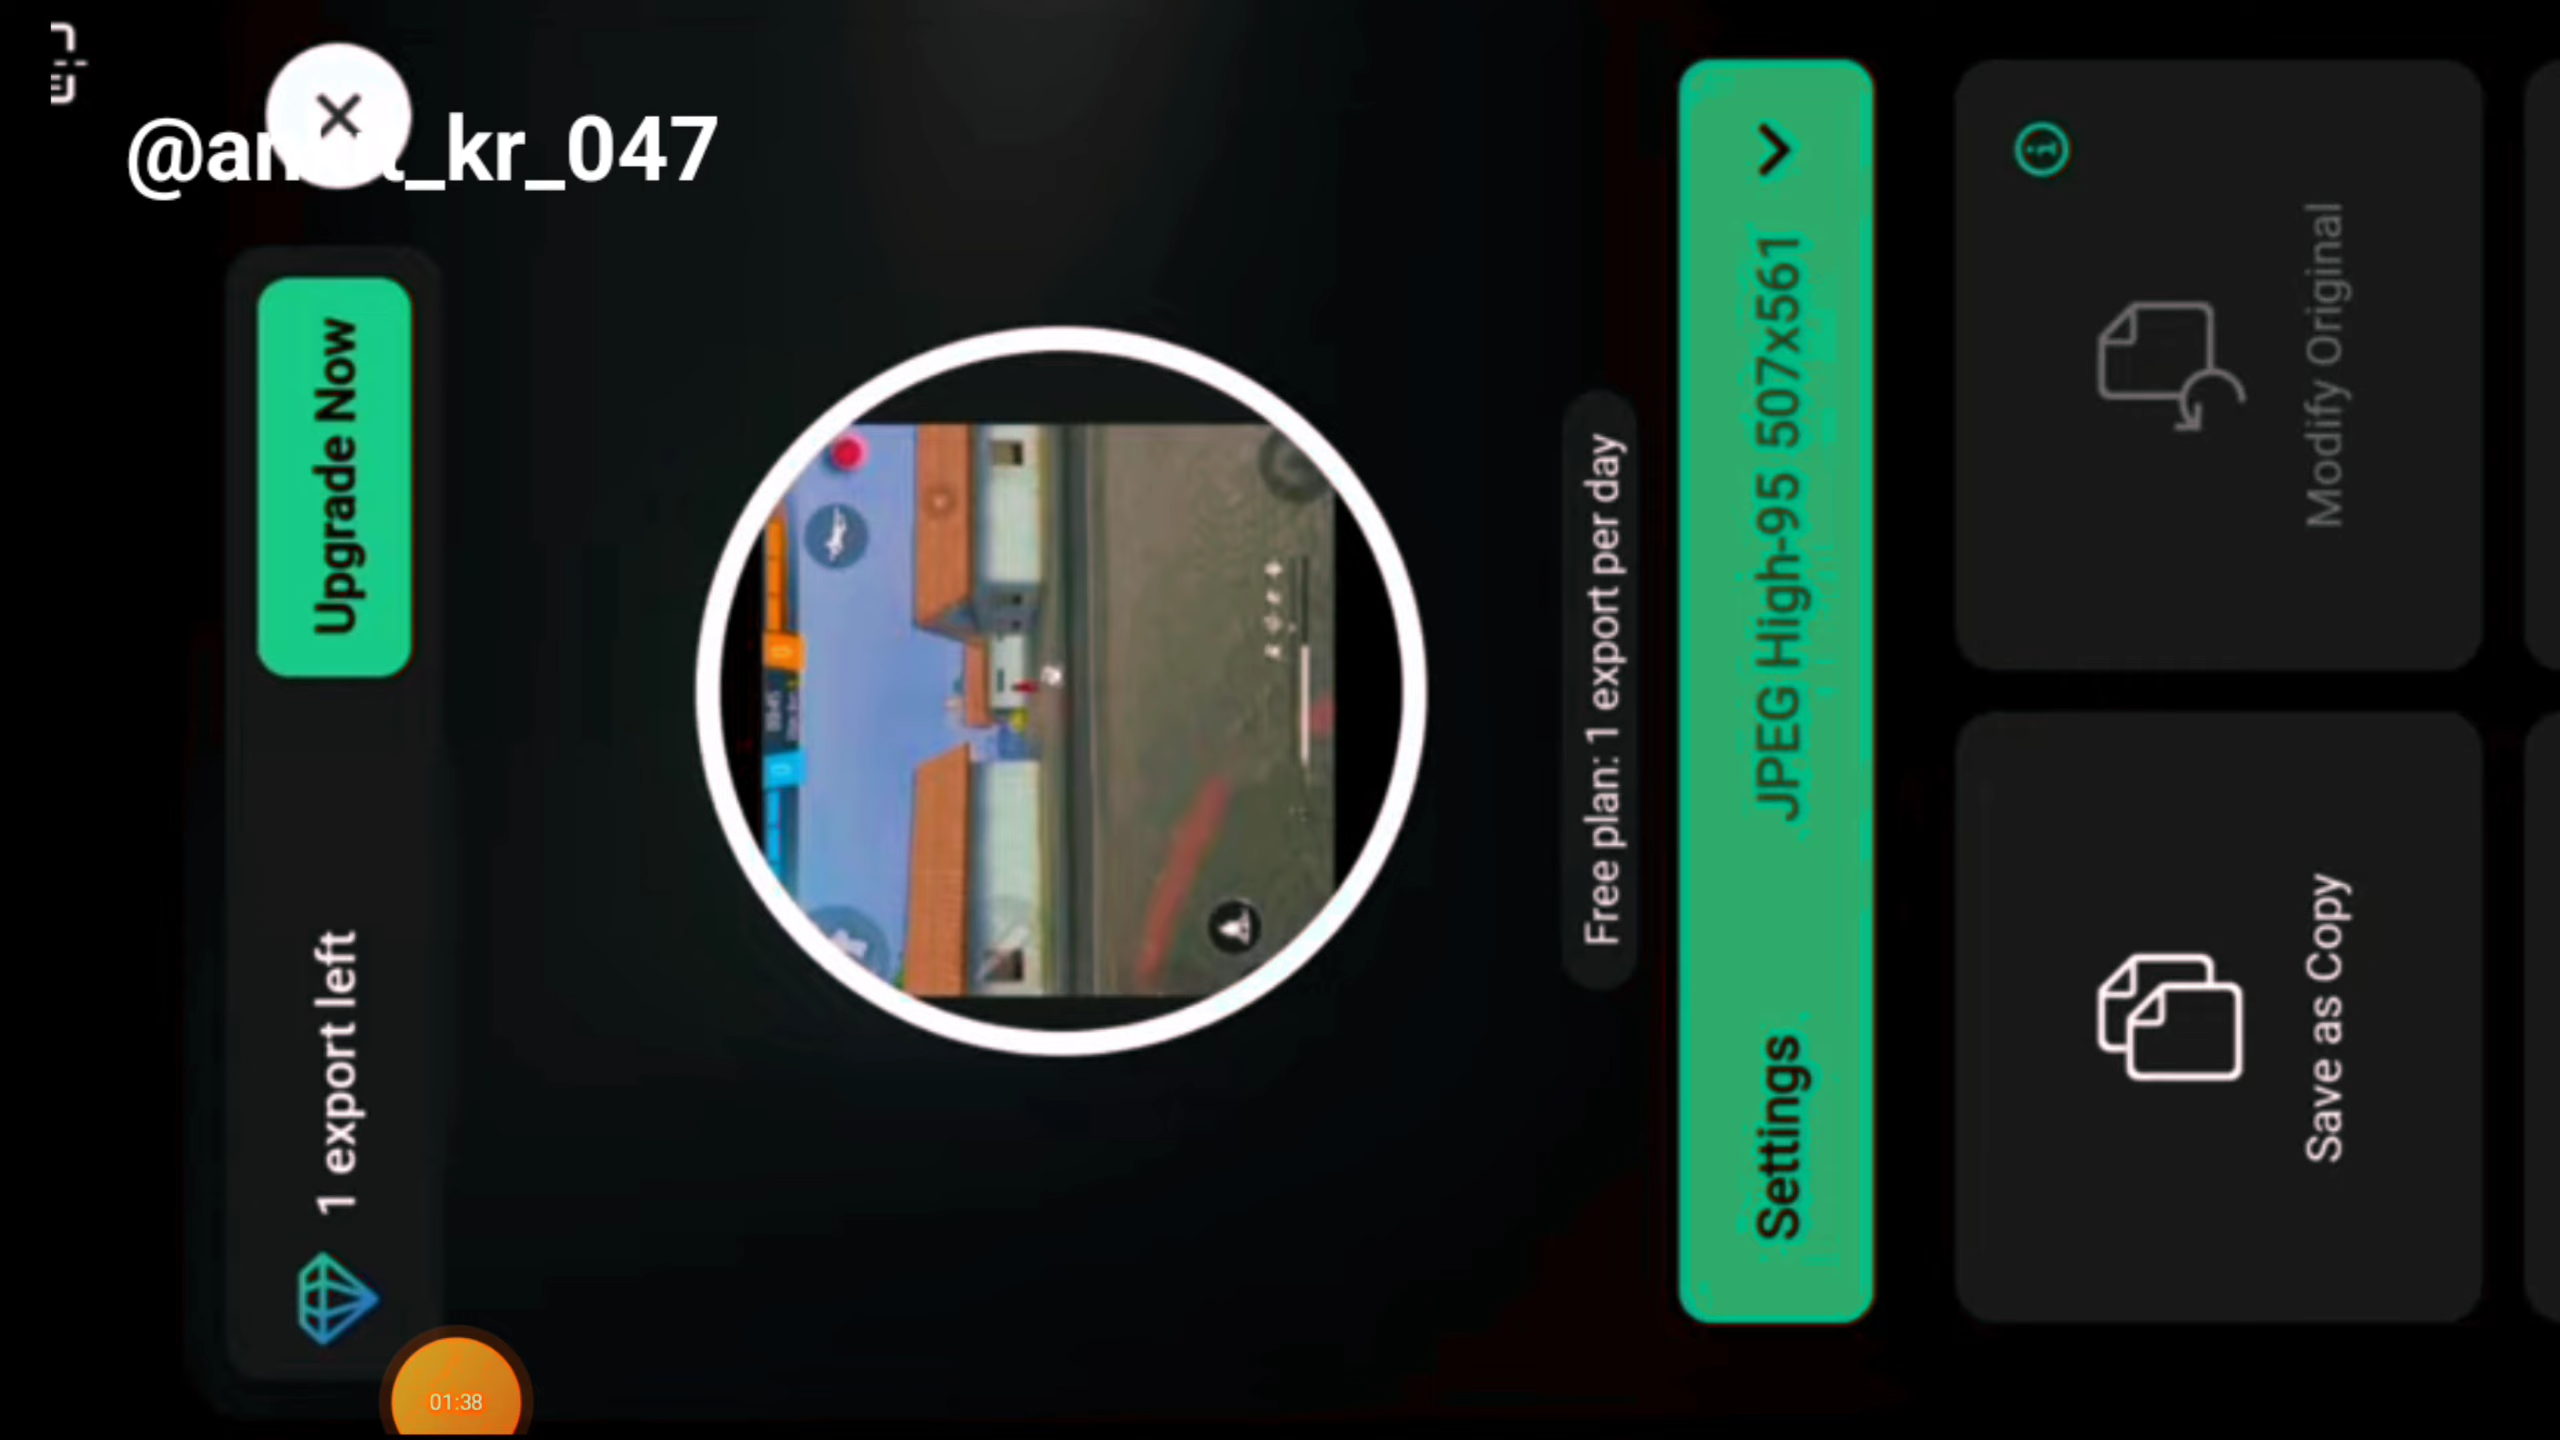 @
_kr_047
1 export left
Upgrade Now
Free plan: 1 export per day
Settings
JPEG High-95 507x561
Save as Copy
Modify Original
01:38